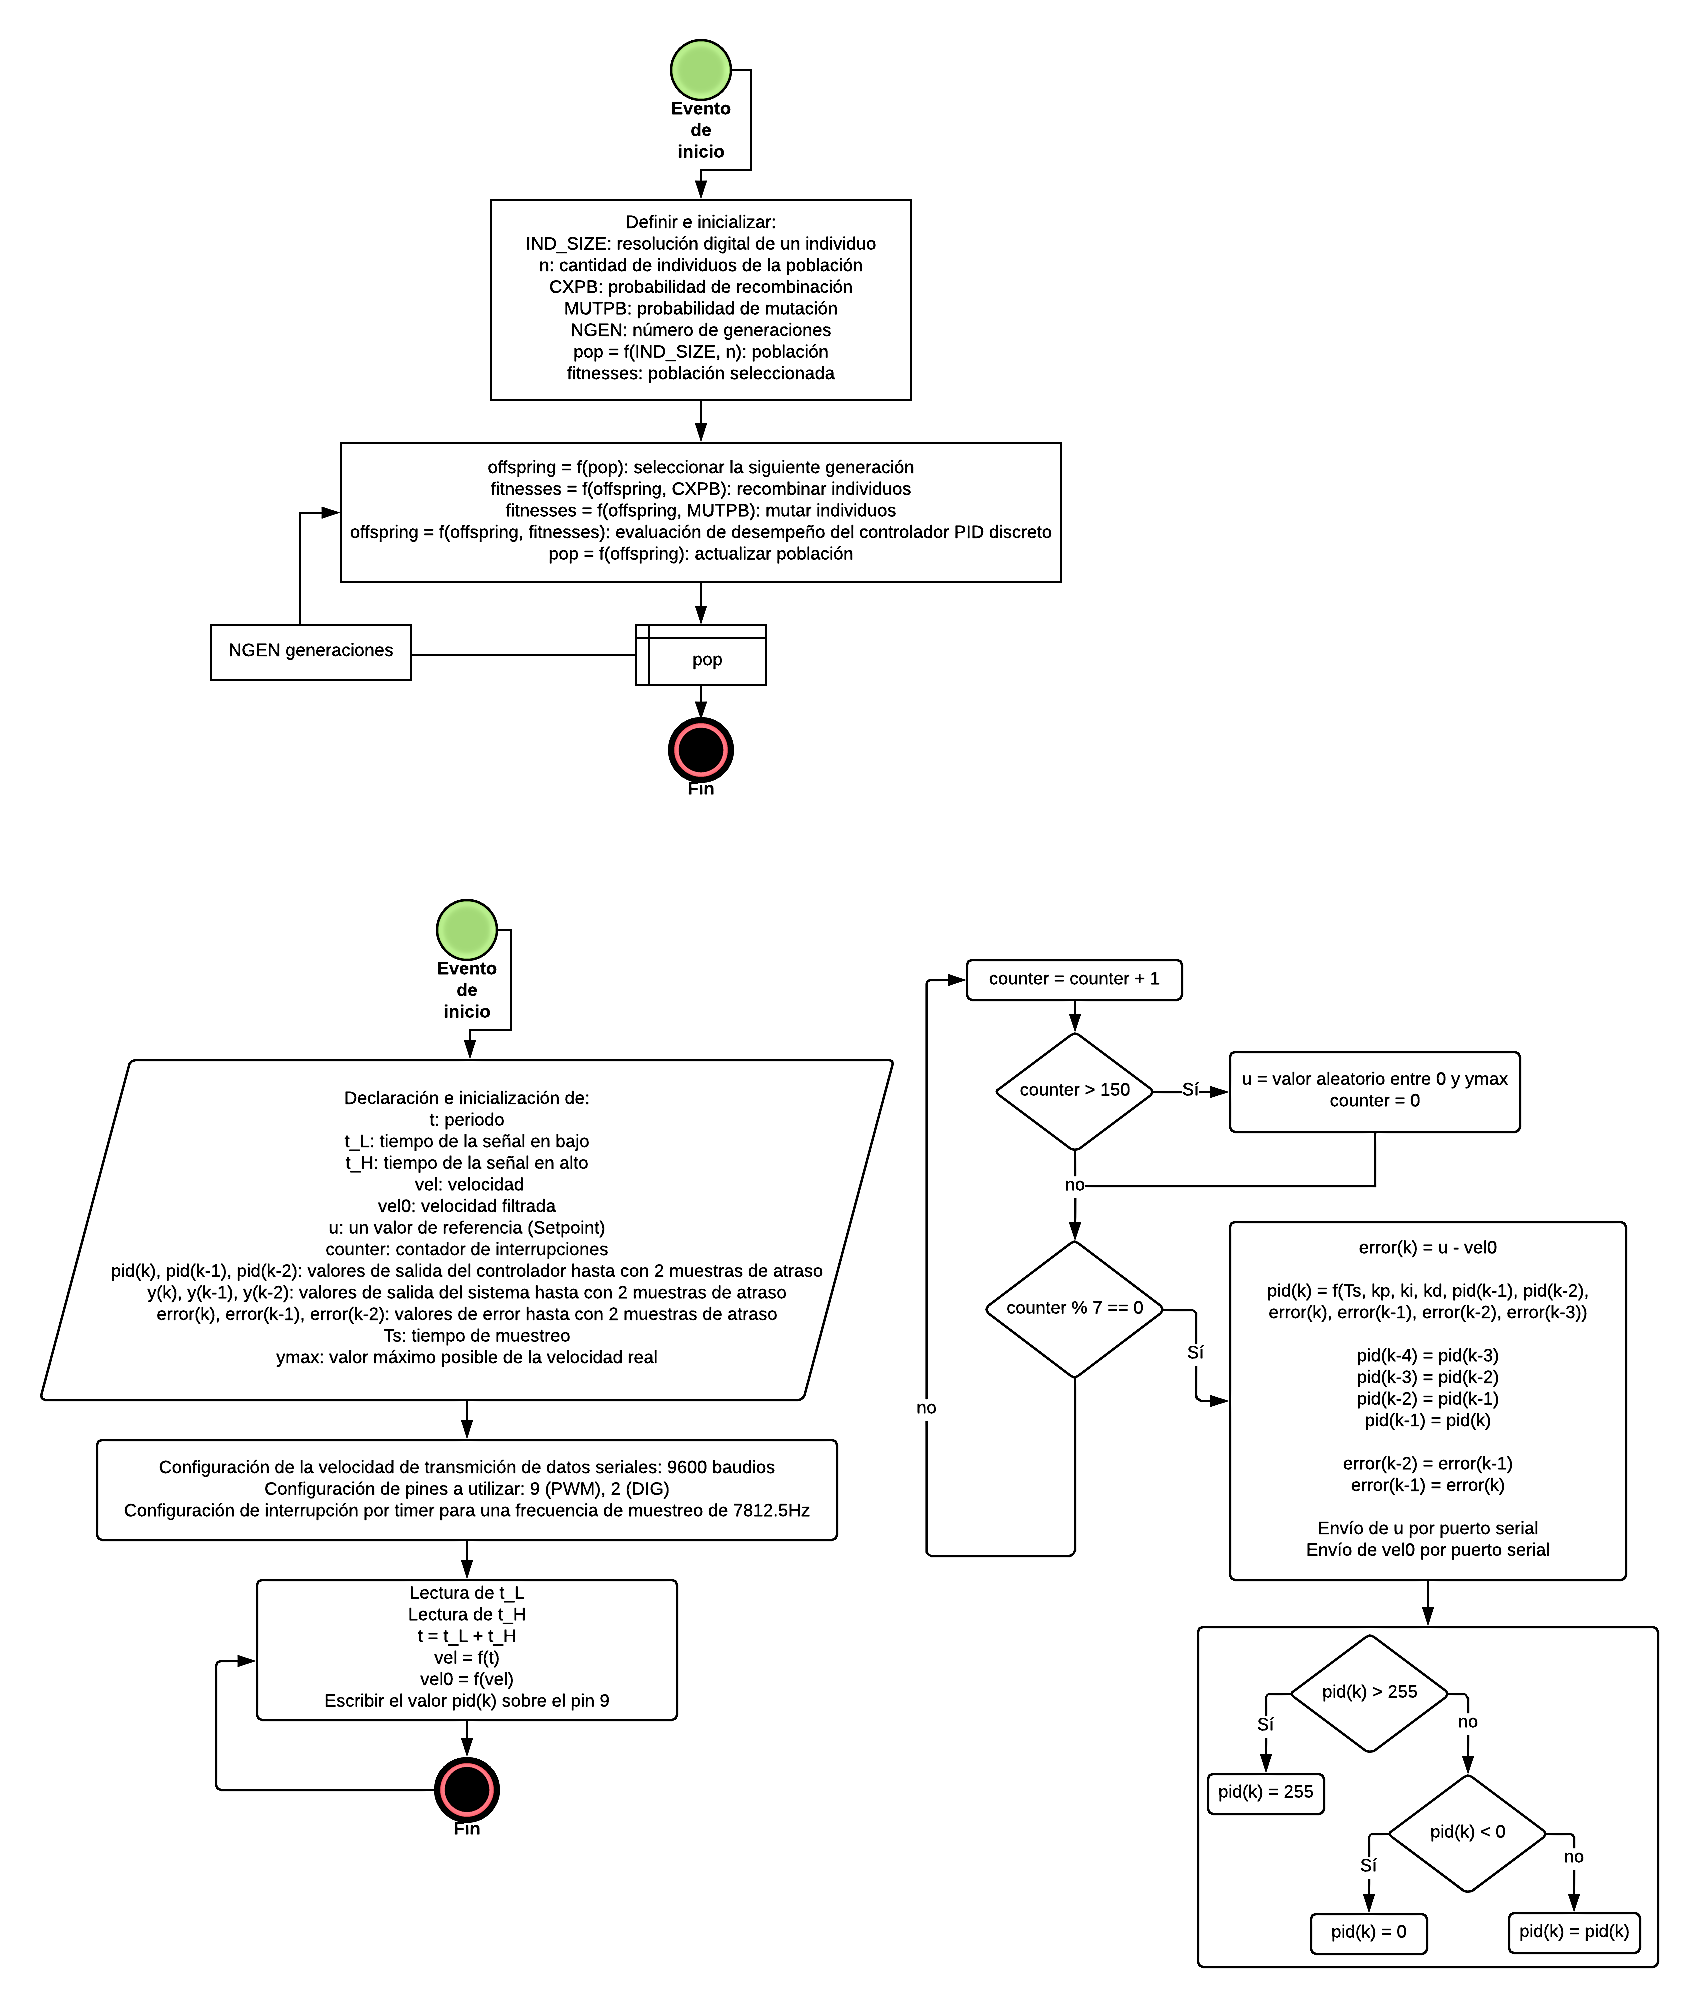 Evento
de
inicio
Definir e inicializar:
IND_SIZE: resolución digital de un individuo
n: cantidad de individuos de la población
CXPB: probabilidad de recombinación
MUTPB: probabilidad de mutación
NGEN: número de generaciones
pop = f(IND_SIZE, n): población
fitnesses: población seleccionada
offspring = f(pop): seleccionar la siguiente generación
fitnesses = f(offspring, CXPB): recombinar individuos
fitnesses = f(offspring, MUTPB): mutar individuos
offspring = f(offspring, fitnesses): evaluación de desempeño del controlador PID discreto
pop = f(offspring): actualizar población
NGEN generaciones
pop
Fin
Evento
de
inicio
Declaración e inicialización de:
t: periodo
t_L: tiempo de la señal en bajo
t_H: tiempo de la señal en alto
vel: velocidad
vel0: velocidad filtrada
u: un valor de referencia (Setpoint)
counter: contador de interrupciones
pid(k), pid(k-1), pid(k-2): valores de salida del controlador hasta con 2 muestras de atraso
y(k), y(k-1), y(k-2): valores de salida del sistema hasta con 2 muestras de atraso
error(k), error(k-1), error(k-2): valores de error hasta con 2 muestras de atraso
Ts: tiempo de muestreo
ymax: valor máximo posible de la velocidad real
Configuración de la velocidad de transmición de datos seriales: 9600 baudios
Configuración de pines a utilizar: 9 (PWM), 2 (DIG)
Configuración de interrupción por timer para una frecuencia de muestreo de 7812.5Hz
Lectura de t_L
Lectura de t_H
t = t_L + t_H
vel = f(t)
vel0 = f(vel)
Escribir el valor pid(k) sobre el pin 9
Fin
counter = counter + 1
counter > 150
Sí
u = valor aleatorio entre 0 y ymax
counter = 0
no
counter % 7 == 0
Sí
no
error(k) = u - vel0
pid(k) = f(Ts, kp, ki, kd, pid(k-1), pid(k-2),
error(k), error(k-1), error(k-2), error(k-3))
pid(k-4) = pid(k-3)
pid(k-3) = pid(k-2)
pid(k-2) = pid(k-1)
pid(k-1) = pid(k)
error(k-2) = error(k-1)
error(k-1) = error(k)
Envío de u por puerto serial
Envío de vel0 por puerto serial
pid(k) > 255
Sí
no
pid(k) = 255
pid(k) < 0
Sí
no
pid(k) = 0
pid(k) = pid(k)